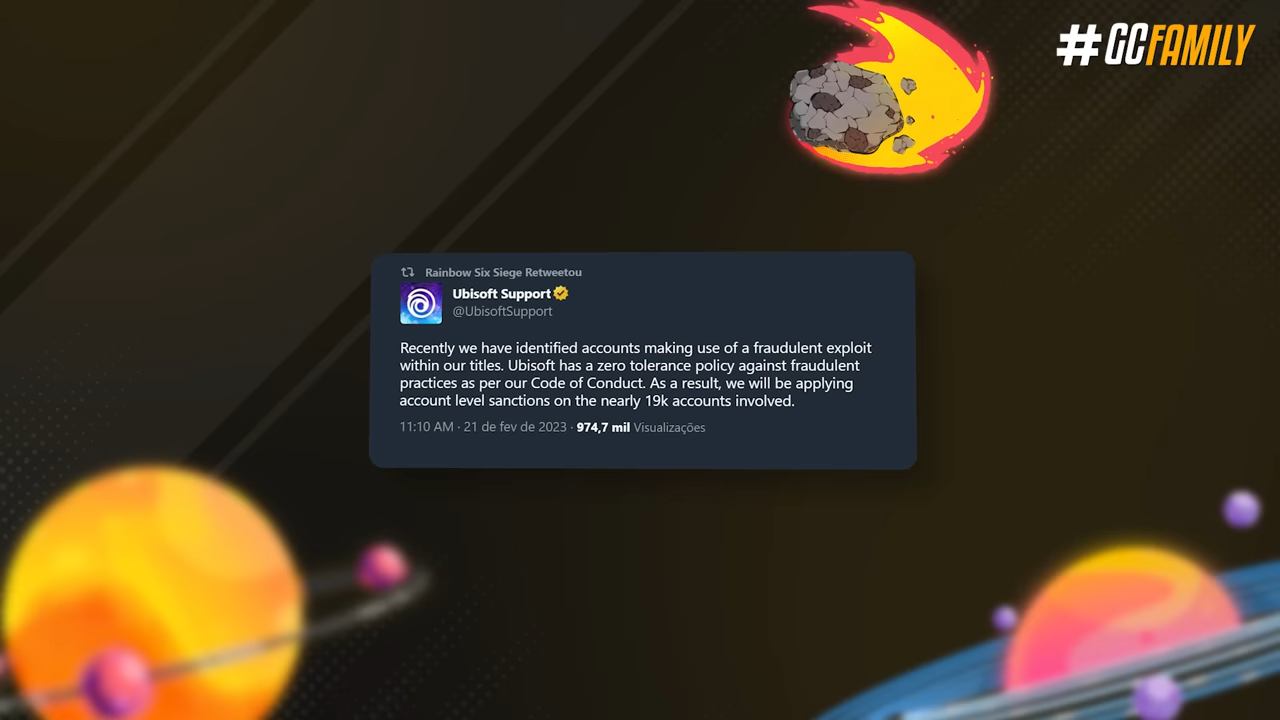 #GCFAMILY
Rainbow Six Siege Retweetou
Ubisoft Support
@UbisoftSupport
Recently we have identified accounts making use of a fraudulent exploit
within our titles. Ubisoft has a zero tolerance policy against fraudulent
practices as per our Code of Conduct. As a result, we will be applying
account level sanctions on the nearly 19k accounts involved.
11:10 AM · 21 de fev de 2023 · 974,7 mil Visualizações